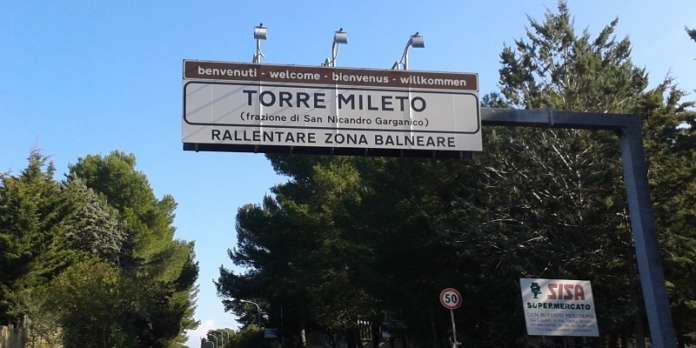 benvenuti - welcome - bienvenus - willkommen
TORRE MILETO
(frazione di San Nicandro Garganico)
RALLENTARE ZONA BALNEARE
50
SISA
SUPERMERCATO